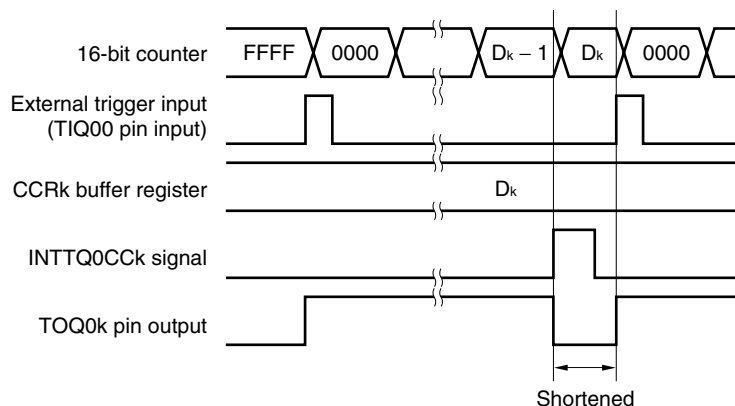 16-bit counter FFFF 0000 Dk − 1 Dk 0000
External trigger input
(TIQ00 pin input)
CCRk buffer register Dk
INTTQ0CCk signal
TOQ0k pin output
Shortened